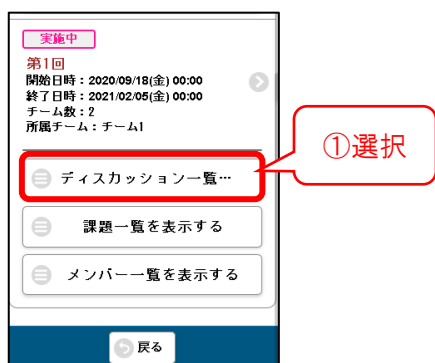 実施中
第1回
開始日時：2020/09/18(金) 00:00
終了日時：2021/02/05(金) 00:00
チーム数：2
所属チーム：チーム1
ディスカッション一覧…
①選択
課題一覧を表示する
メンバー一覧を表示する
戻る